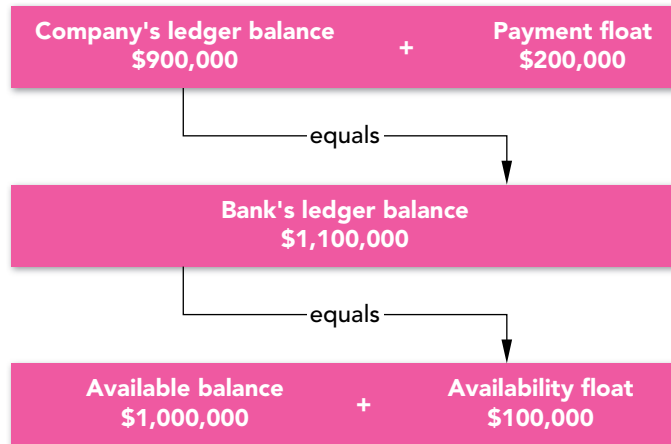 Company's ledger balance + Payment float
$900,000 $200,000
equals
Bank's ledger balance
$1,100,000
equals
Available balance + Availability float
$1,000,000 $100,000